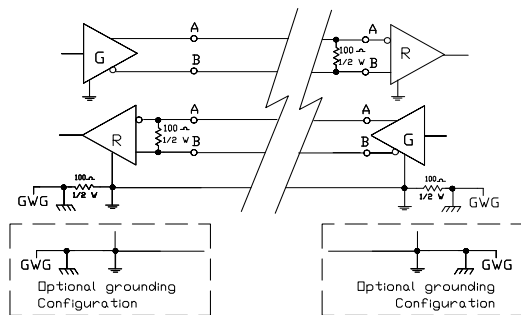 A
A
100 Ω
1/2 W
G
R
B
B
A
A
R
100 Ω
1/2 W
G
B
B
100Ω
1/2 W
GWG
100Ω
1/2 W
GWG
GWG
Optional grounding
Configuration
GWG
Optional grounding
Configuration